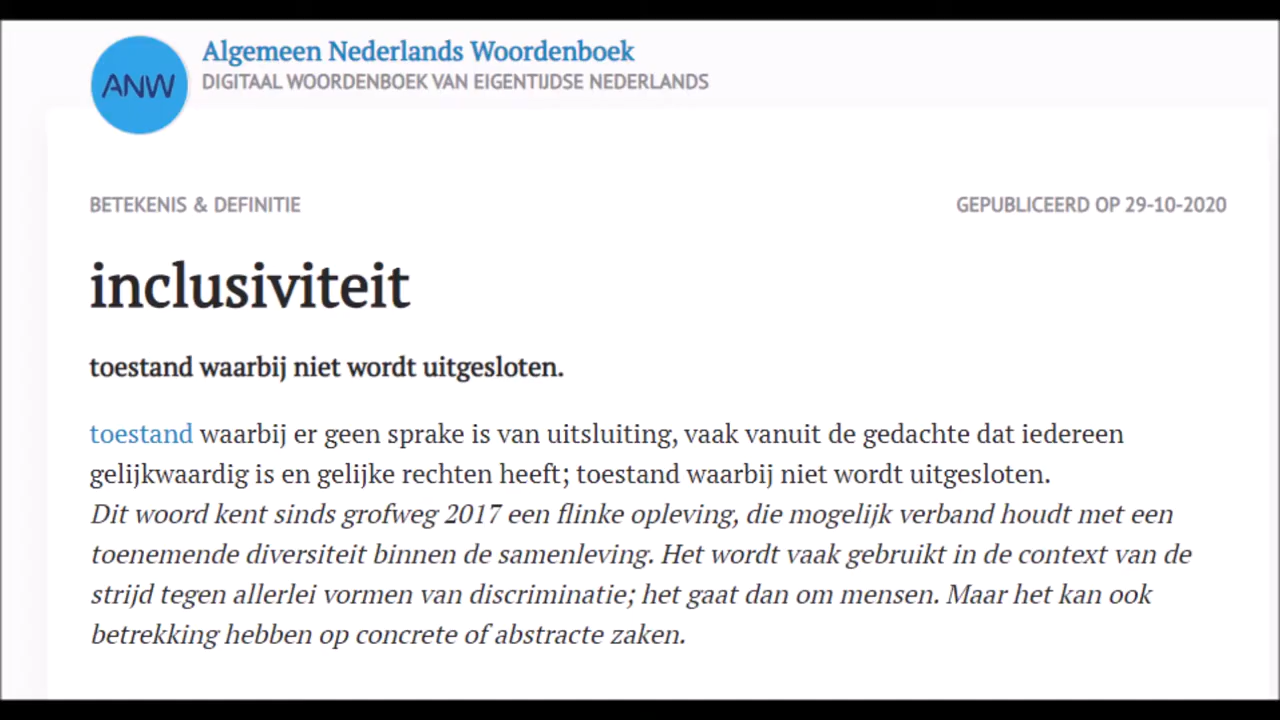 ANW
Algemeen Nederlands Woordenboek
DIGITAAL WOORDENBOEK VAN EIGENTIJDSE NEDERLANDS
BETEKENIS & DEFINITIE
GEPUBLICEERD OP 29-10-2020
inclusiviteit
toestand waarbij niet wordt uitgesloten.
toestand waarbij er geen sprake is van uitsluiting, vaak vanuit de gedachte dat iedereen
gelijkwaardig is en gelijke rechten heeft; toestand waarbij niet wordt uitgesloten.
Dit woord kent sinds grofweg 2017 een flinke opleving, die mogelijk verband houdt met een
toenemende diversiteit binnen de samenleving. Het wordt vaak gebruikt in de context van de
strijd tegen allerlei vormen van discriminatie; het gaat dan om mensen. Maar het kan ook
betrekking hebben op concrete of abstracte zaken.